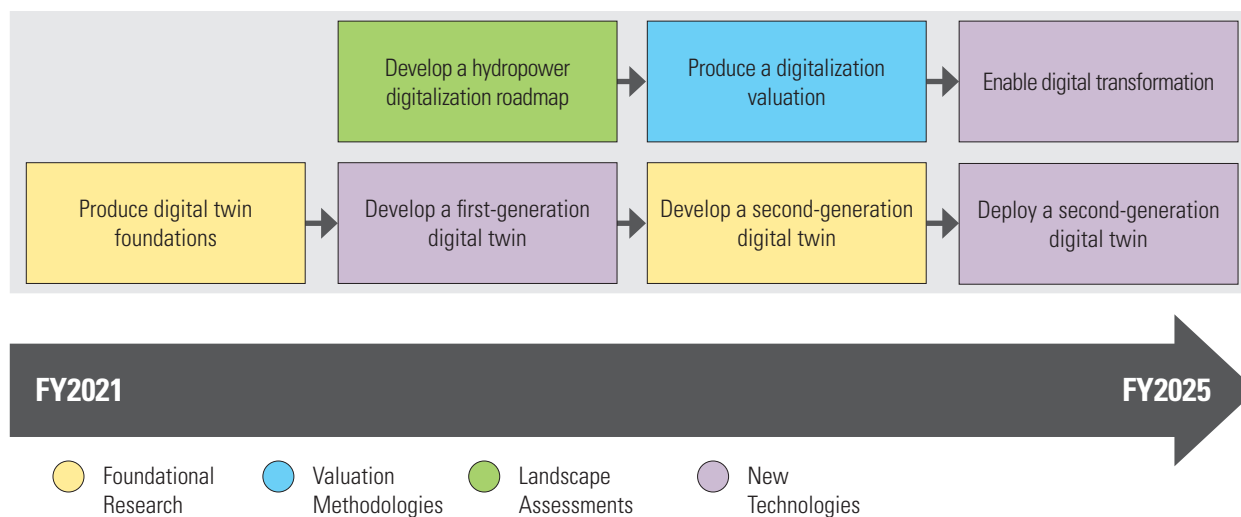 Develop a hydropower
digitalization roadmap
Produce a digitalization
valuation
Enable digital transformation
Produce digital twin
foundations
Develop a first-generation
digital twin
Develop a second-generation
digital twin
Deploy a second-generation
digital twin
FY2021
FY2025
Foundational
Research
Valuation
Methodologies
Landscape
Assessments
New
Technologies